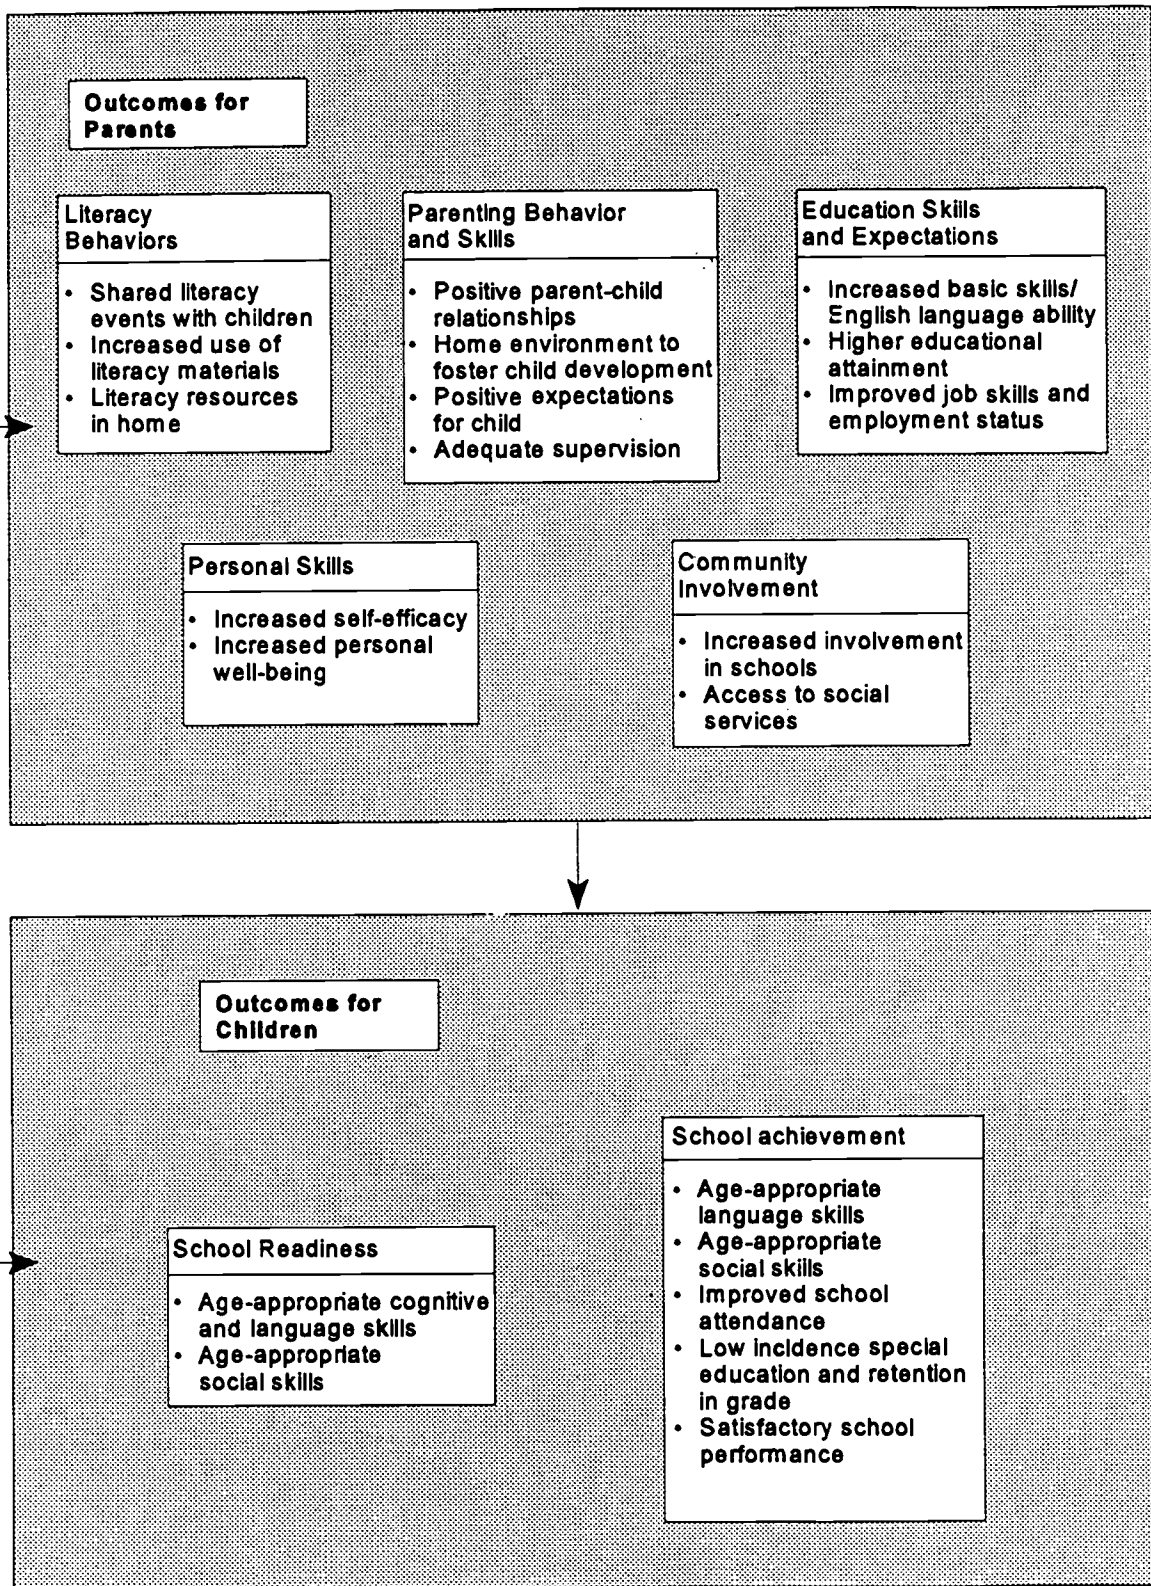 Outcomes for
Parents
Literacy
Behaviors
• Shared literacy
events with children
• Increased use of
literacy materials
• Literacy resources
in home
Parenting Behavior
and Skills
• Positive parent-child
relationships
• Home environment to
foster child development
• Positive expectations
for child
• Adequate supervision
Education Skills
and Expectations
• Increased basic skills/
English language ability
• Higher educational
attainment
• Improved job skills and
employment status
Personal Skills
• Increased self-efficacy
• Increased personal
well-being
Community
Involvement
• Increased involvement
in schools
• Access to social
services
Outcomes for
Children
School Readiness
• Age-appropriate cognitive
and language skills
• Age-appropriate
social skills
School achievement
• Age-appropriate
language skills
• Age-appropriate
social skills
• Improved school
attendance
• Low incidence special
education and retention
in grade
• Satisfactory school
performance